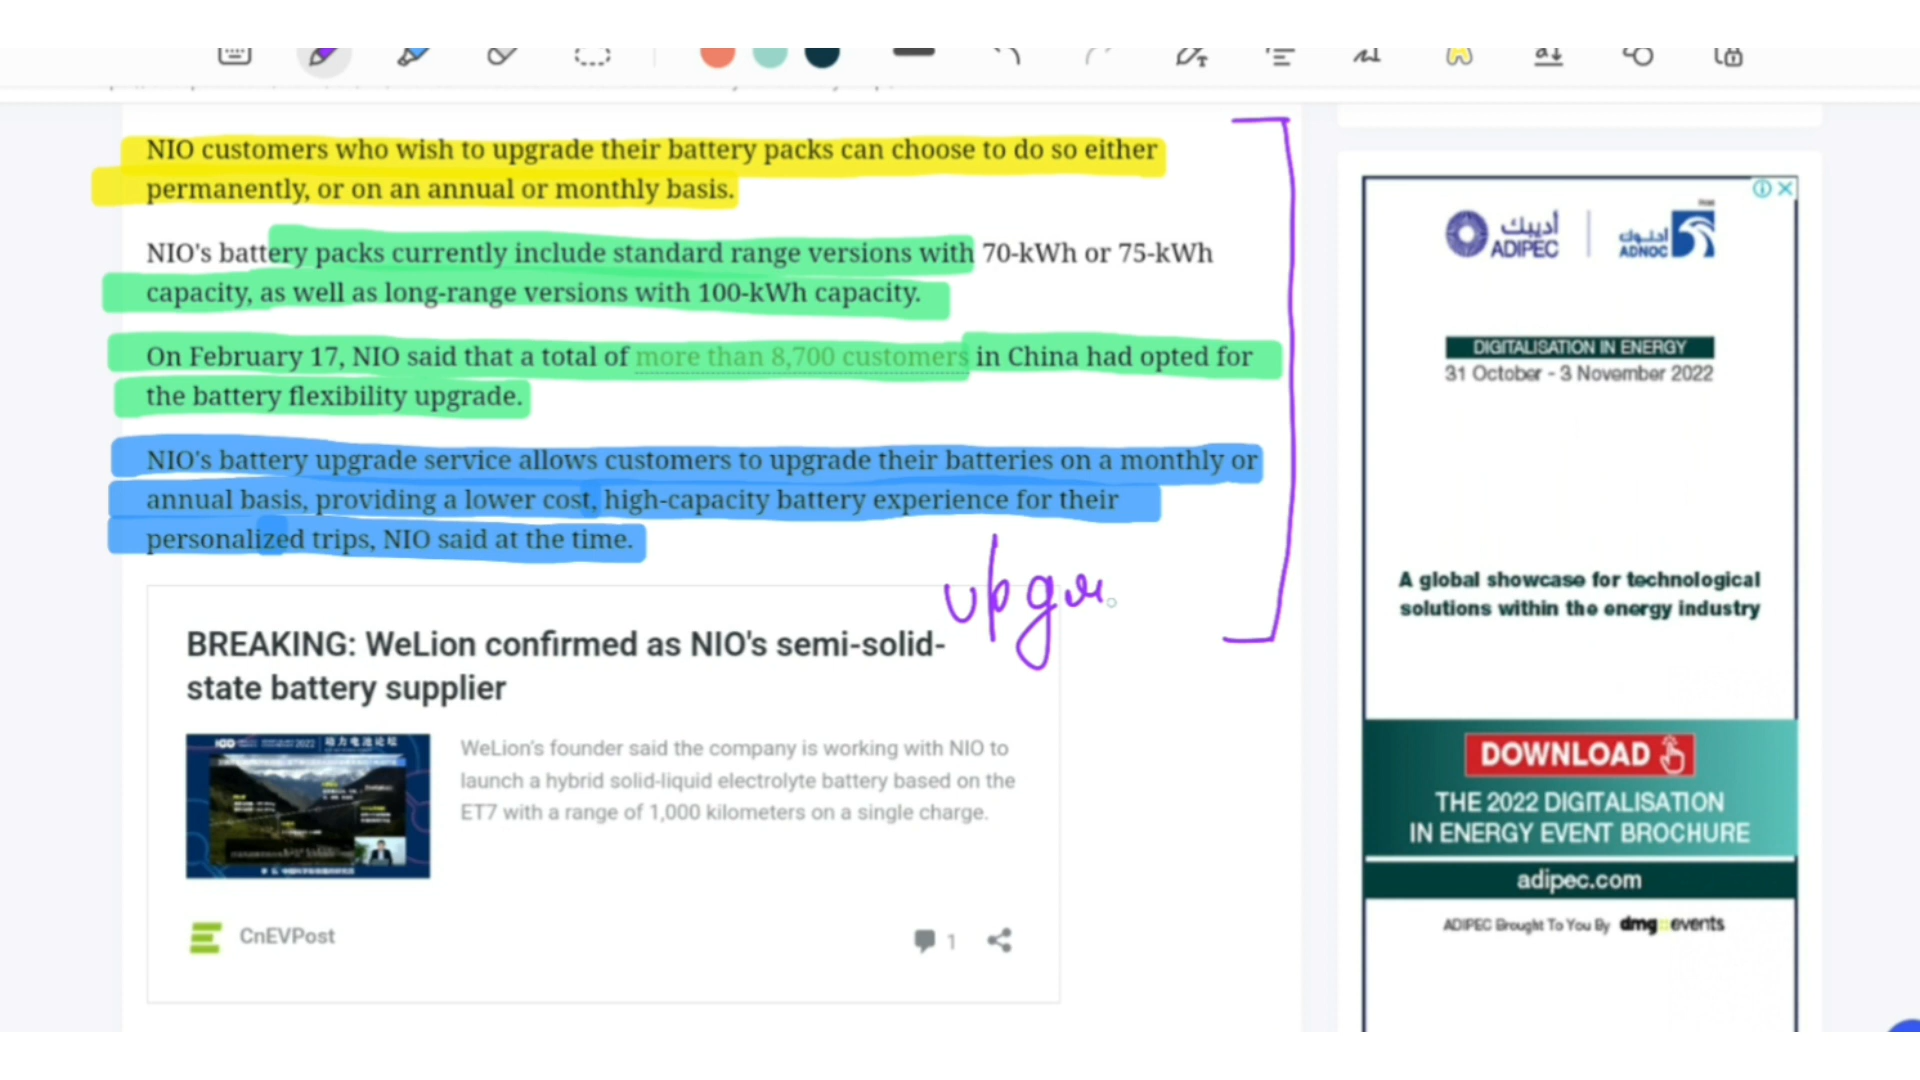 NIO customers who wish to upgrade their battery packs can choose to do so either
permanently, or on an annual or monthly basis.
NIO's battery packs currently include standard range versions with 70-kWh or 75-kWh
capacity, as well as long-range versions with 100-kWh capacity.
On February 17, NIO said that a total of more than 8,700 customers in China had opted for
the battery flexibility upgrade.
NIO's battery upgrade service allows customers to upgrade their batteries on a monthly or
annual basis, providing a lower cost, high-capacity battery experience for their
personalized trips, NIO said at the time.
BREAKING: WeLion confirmed as NIO's semi-solid-
state battery supplier
WeLion's founder said the company is working with NIO to
launch a hybrid solid-liquid electrolyte battery based on the
ET7 with a range of 1,000 kilometers on a single charge.
CnEVPost
1
أديبك
ADIPEC
أدنوك
ADNOC
DIGITALISATION IN ENERGY
31 October - 3 November 2022
A global showcase for technological
solutions within the energy industry
DOWNLOAD
THE 2022 DIGITALISATION
IN ENERGY EVENT BROCHURE
adipec.com
ADIPEC Brought To You By dmg::events